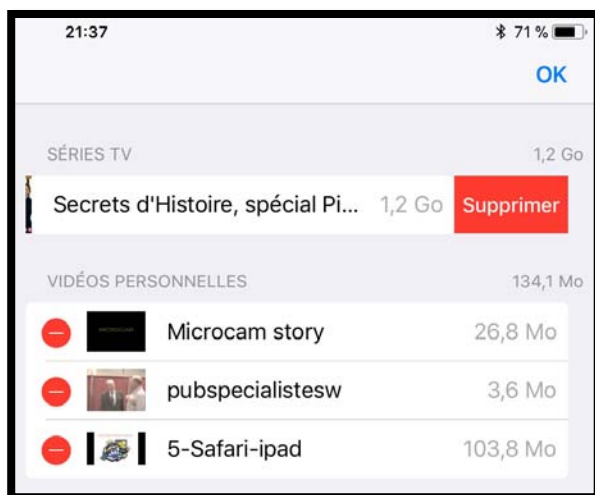 21:37 71 %
OK
SÉRIES TV 1,2 Go
Secrets d'Histoire, spécial Pi... 1,2 Go Supprimer
VIDÉOS PERSONNELLES 134,1 Mo
MICROCAM
Microcam story 26,8 Mo
pubspecialistesw 3,6 Mo
5-Safari-ipad 103,8 Mo